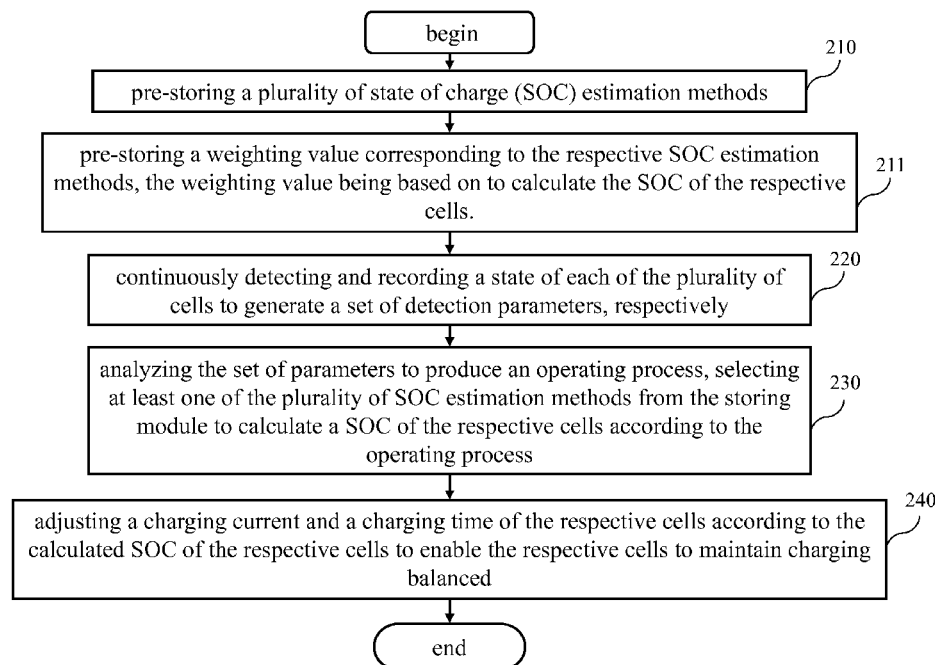 begin
210
pre-storing a plurality of state of charge (SOC) estimation methods
pre-storing a weighting value corresponding to the respective SOC estimation
methods, the weighting value being based on to calculate the SOC of the respective
cells.
211
220
continuously detecting and recording a state of each of the plurality of
cells to generate a set of detection parameters, respectively
analyzing the set of parameters to produce an operating process, selecting
at least one of the plurality of SOC estimation methods from the storing
module to calculate a SOC of the respective cells according to the
operating process
230
240
adjusting a charging current and a charging time of the respective cells according to the
calculated SOC of the respective cells to enable the respective cells to maintain charging
balanced
end